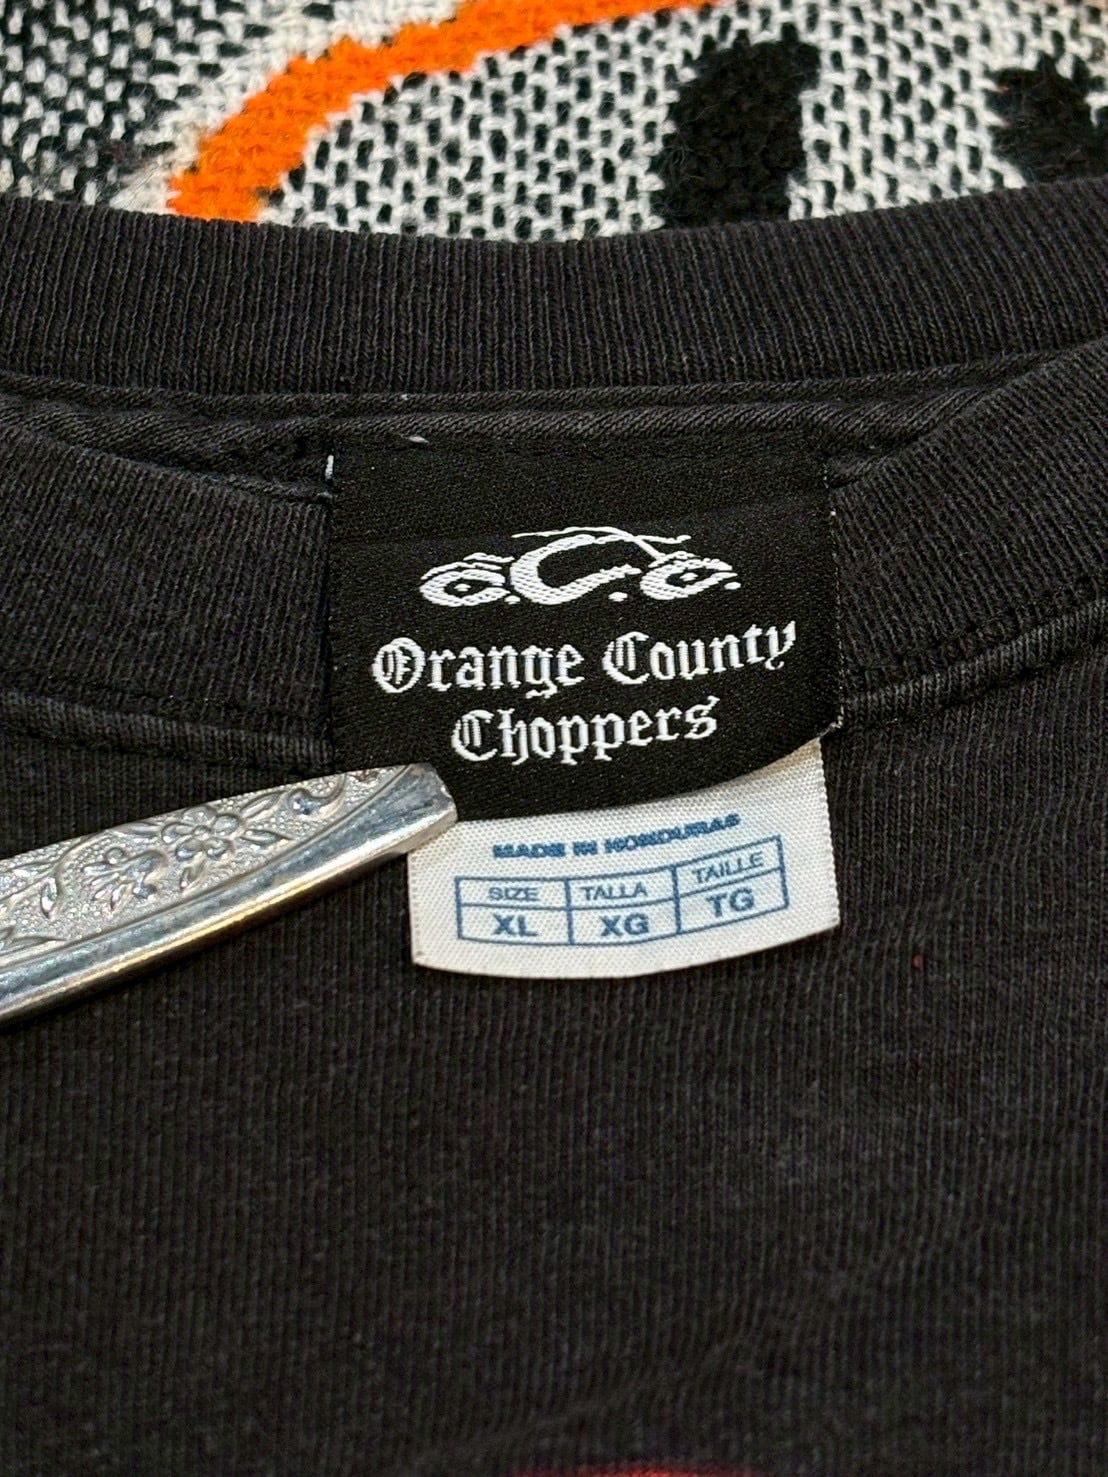 O.C.C.
Orange County
Choppers
MADE IN HONDURAS
SIZE TALLA TAILLE
XL XG TG